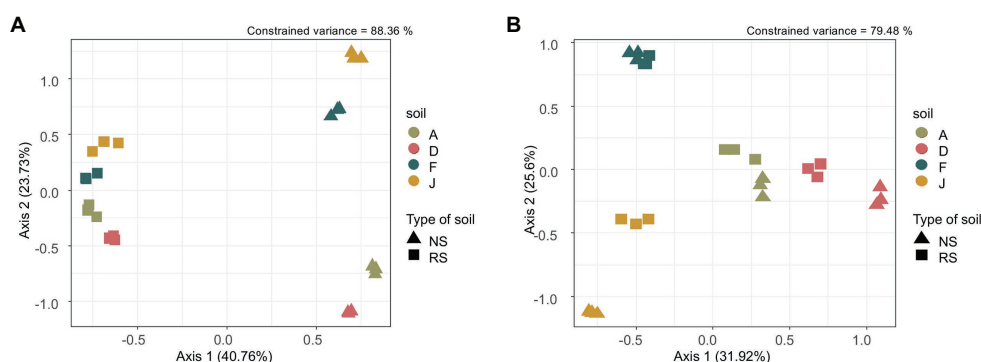 A
Constrained variance = 88.36 %
1.0
0.5
0.0
-0.5
-1.0
Axis 2 (23.73%)
-0.5
0.0
0.5
Axis 1 (40.76%)
soil
A
D
F
J
Type of soil
NS
RS
B
Constrained variance = 79.48 %
1.0
0.5
0.0
-0.5
-1.0
Axis 2 (25.6%)
-0.5
0.0
0.5
1.0
Axis 1 (31.92%)
soil
A
D
F
J
Type of soil
NS
RS